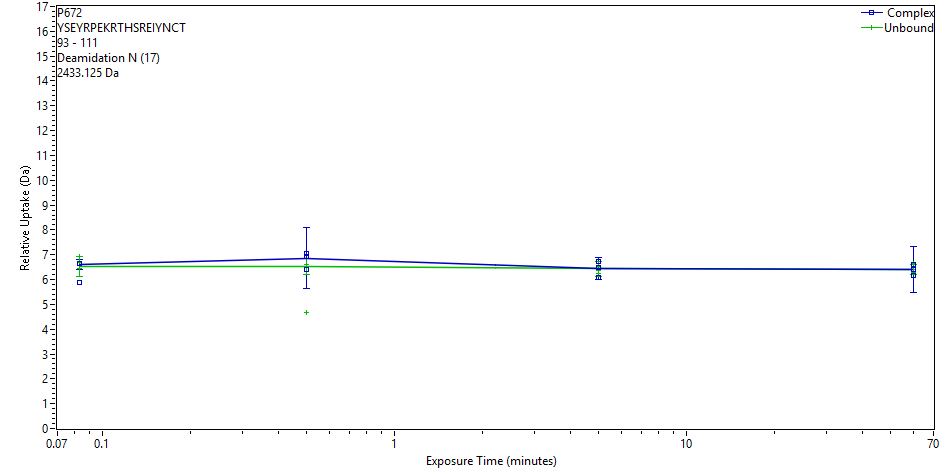 P672
YSEYRPEKRTHSREIYNCT
93 - 111
Deamidation N (17)
2433.125 Da
Complex
Unbound
Relative Uptake (Da)
17
16
15
14
13
12
11
10
9
8
7
6
5
4
3
2
1
0
0.07 0.1 1 10 70
Exposure Time (minutes)